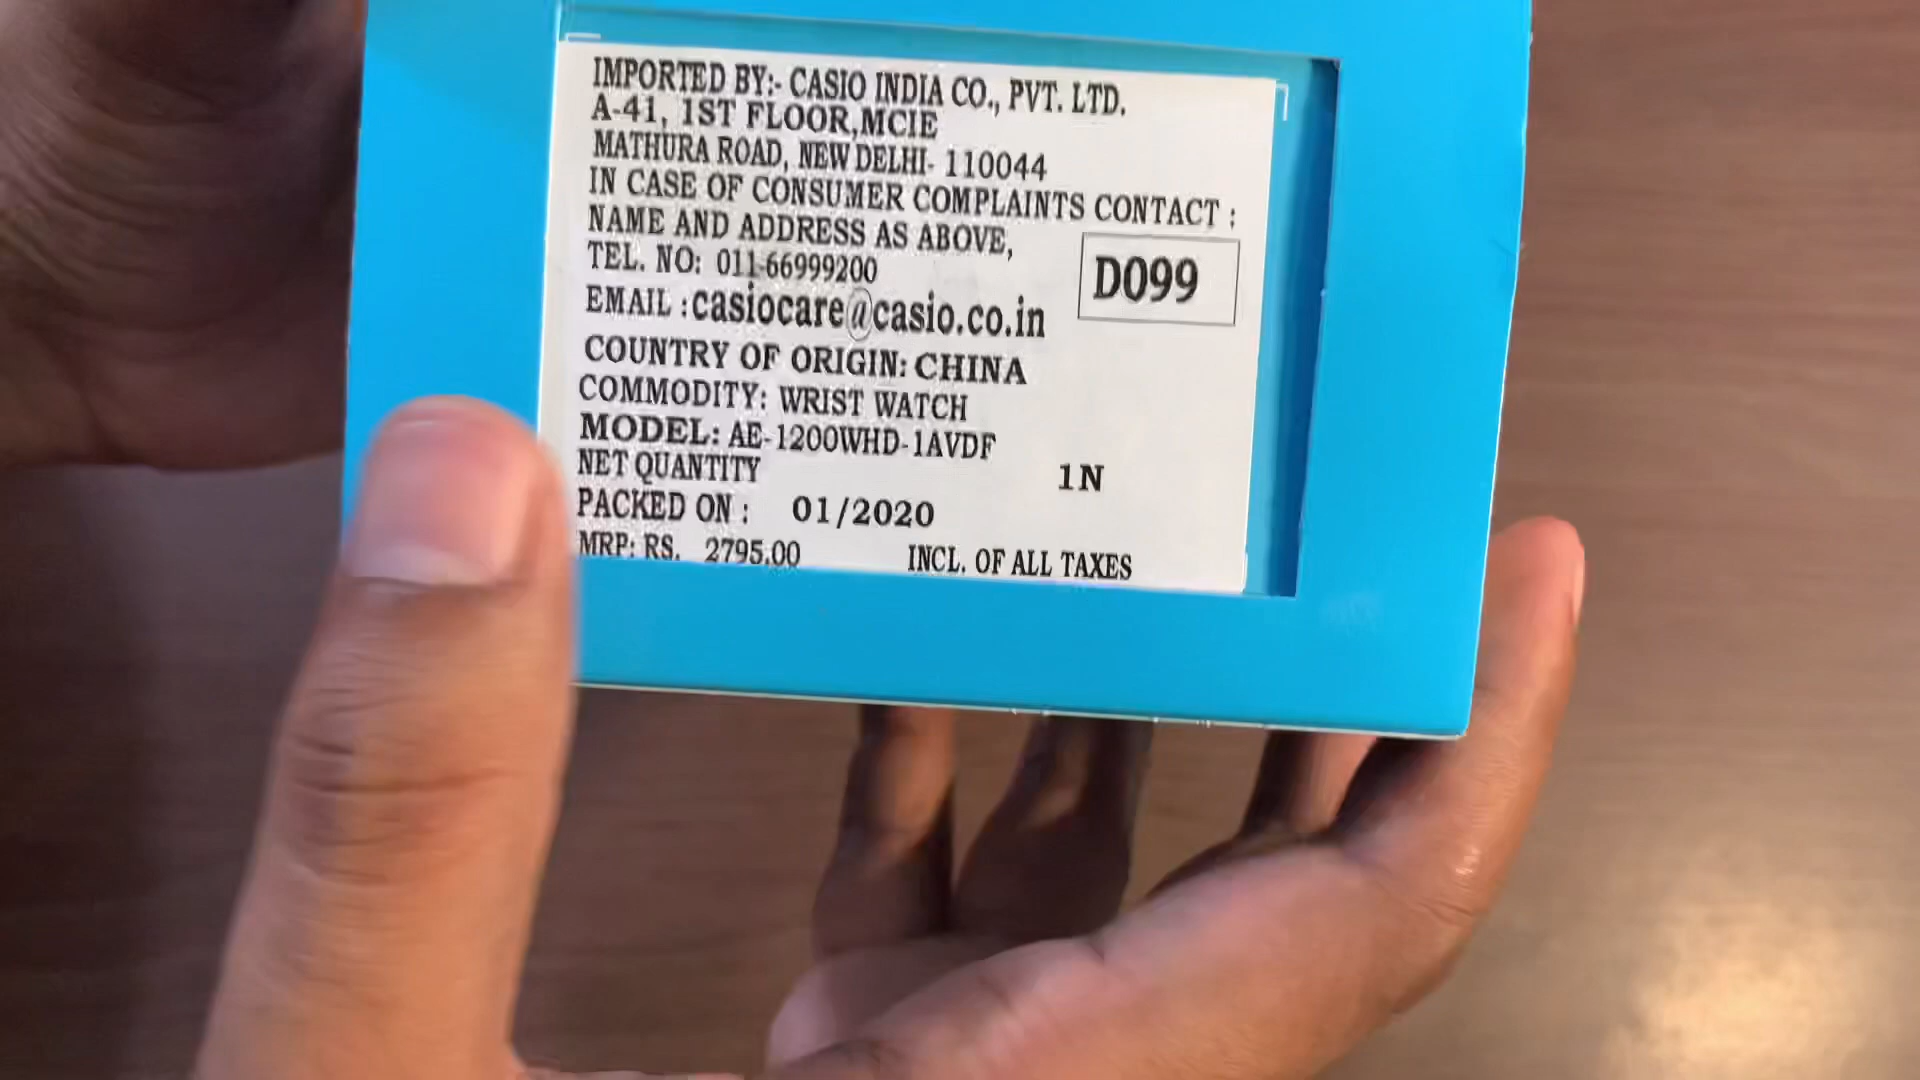 IMPORTED BY:- CASIO INDIA CO., PVT. LTD.
A-41, 1ST FLOOR,MCIE
MATHURA ROAD, NEW DELHI- 110044
IN CASE OF CONSUMER COMPLAINTS CONTACT :
NAME AND ADDRESS AS ABOVE,
TEL. NO: 011-66999200
D099
EMAIL :casiocare@casio.co.in
COUNTRY OF ORIGIN: CHINA
COMMODITY: WRIST WATCH
MODEL: AE-1200WHD-1AVDF
NET QUANTITY 1N
PACKED ON : 01/2020
MRP: RS. 2795.00 INCL. OF ALL TAXES